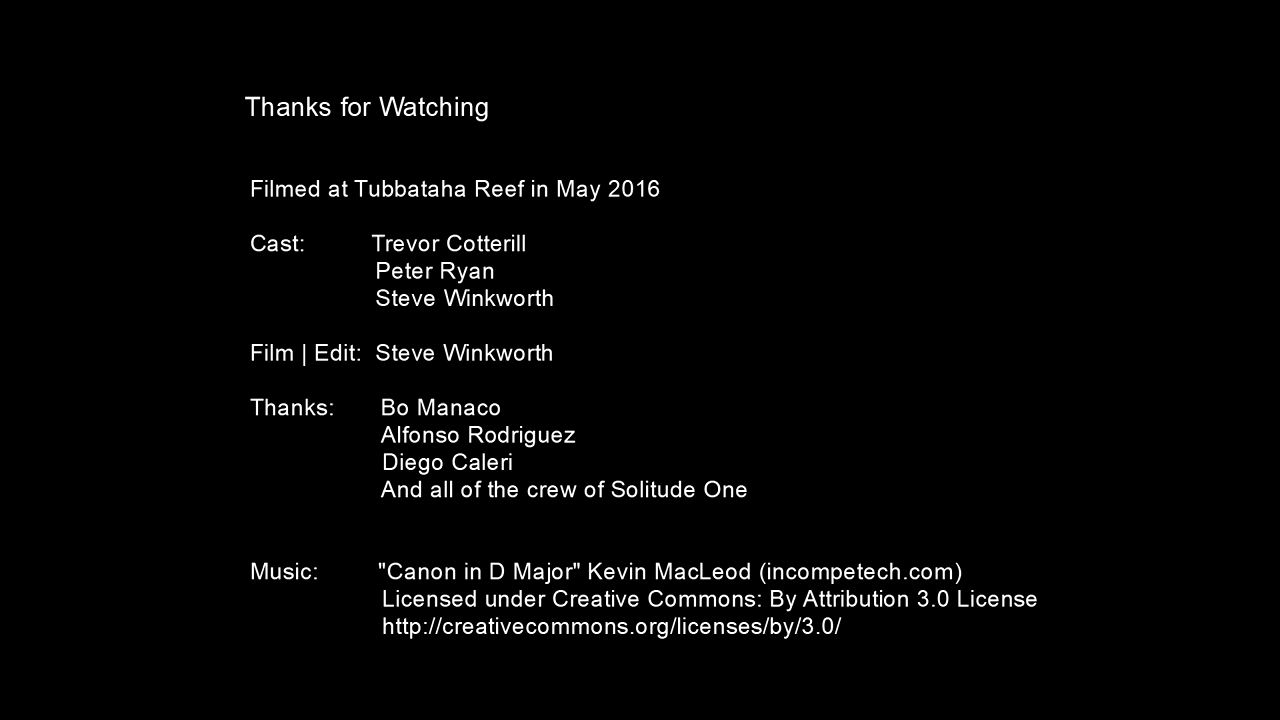 Thanks for Watching
Filmed at Tubbataha Reef in May 2016
Cast: Trevor Cotterill
Peter Ryan
Steve Winkworth
Film | Edit: Steve Winkworth
Thanks: Bo Manaco
Alfonso Rodriguez
Diego Caleri
And all of the crew of Solitude One
Music: "Canon in D Major" Kevin MacLeod (incompetech.com)
Licensed under Creative Commons: By Attribution 3.0 License
http://creativecommons.org/licenses/by/3.0/